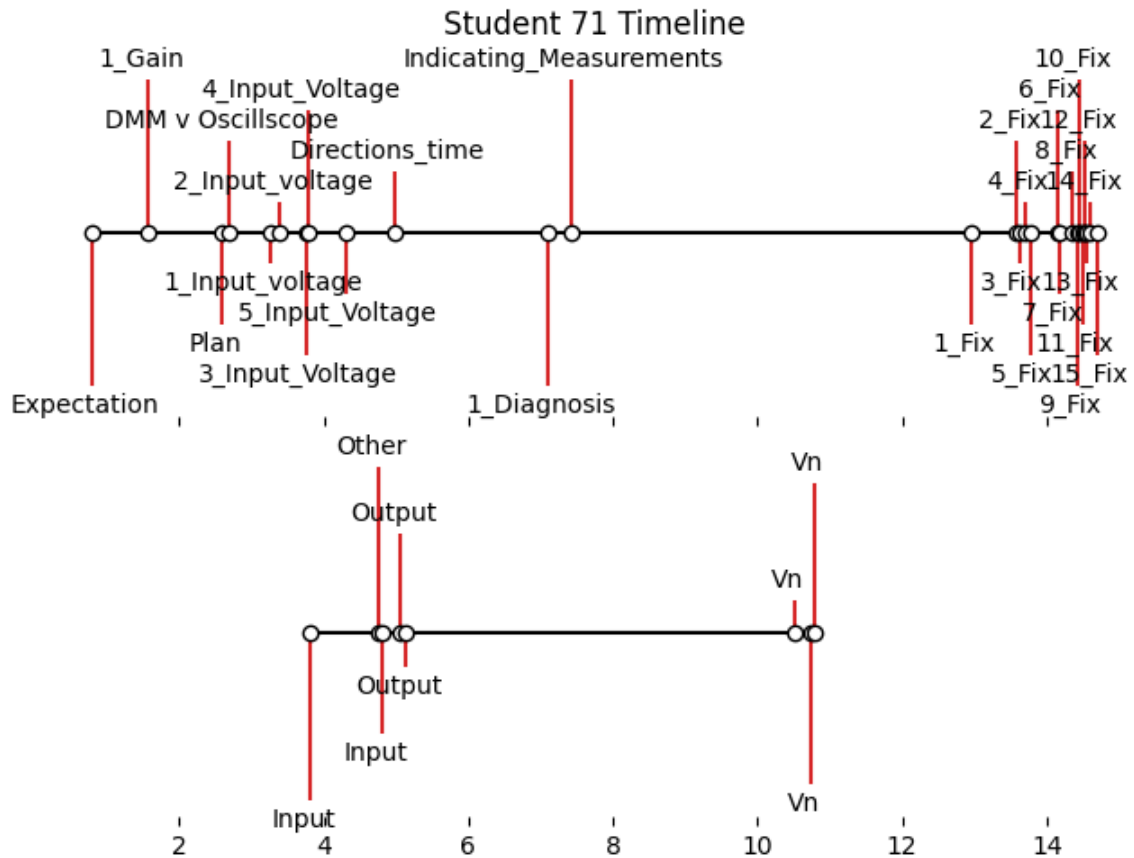 Student 71 Timeline
1_Gain
Indicating_Measurements
10_Fix
4_Input_Voltage
6_Fix
DMM v Oscillscope
2_Fix
12_Fix
Directions_time
8_Fix
2_Input_voltage
4_Fix
14_Fix
1_Input_voltage
3_Fix
13_Fix
5_Input_Voltage
7_Fix
Plan
1_Fix
11_Fix
3_Input_Voltage
5_Fix
15_Fix
Expectation
1_Diagnosis
9_Fix
Other
Vn
Output
Vn
Output
Input
Vn
Input
2 4 6 8 10 12 14